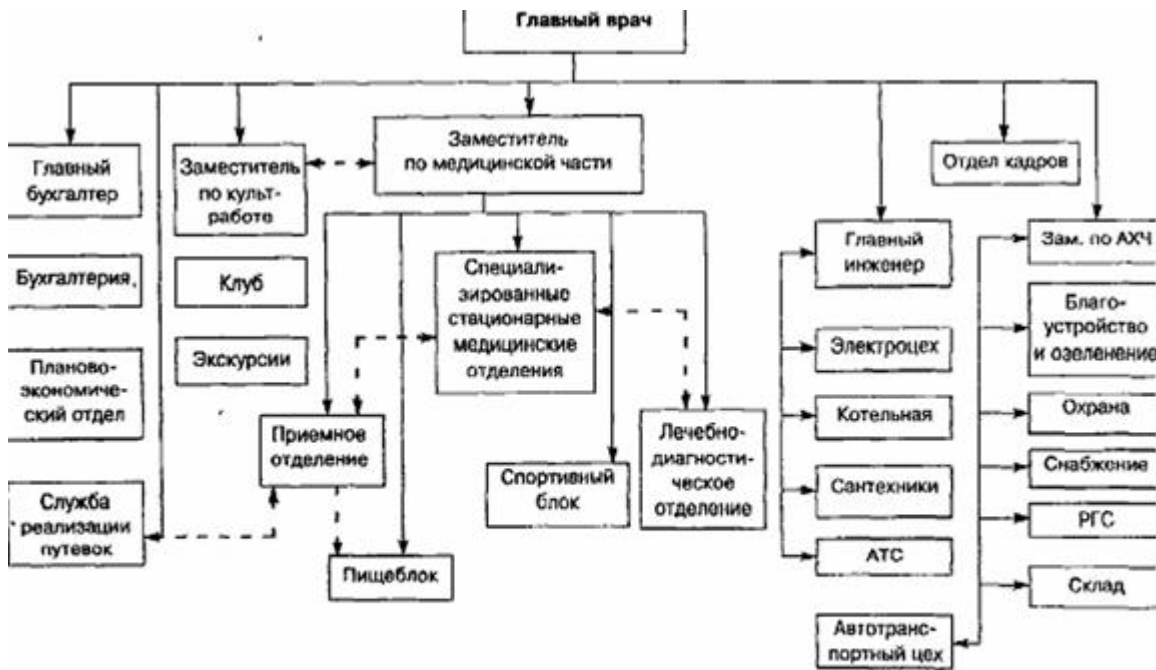 Главный врач
Главный
бухгалтер
Заместитель
по культ-
работе
Заместитель
по медицинской части
Отдел кадров
Главный
инженер
Зам. по АХЧ
Бухгалтерия,
Клуб
Специали-
зированные
стационарные
медицинские
отделения
Благо-
устройство
и озеленение
Планово-
экономиче-
ский отдел
Экскурсии
Электроцех
Приемное
отделение
Спортивный
блок
Лечебно-
диагности-
ческое
отделение
Котельная
Охрана
Сантехники
Снабжение
Служба
реализации
путевок
Пищеблок
АТС
РГС
Склад
Автотранс-
портный цех